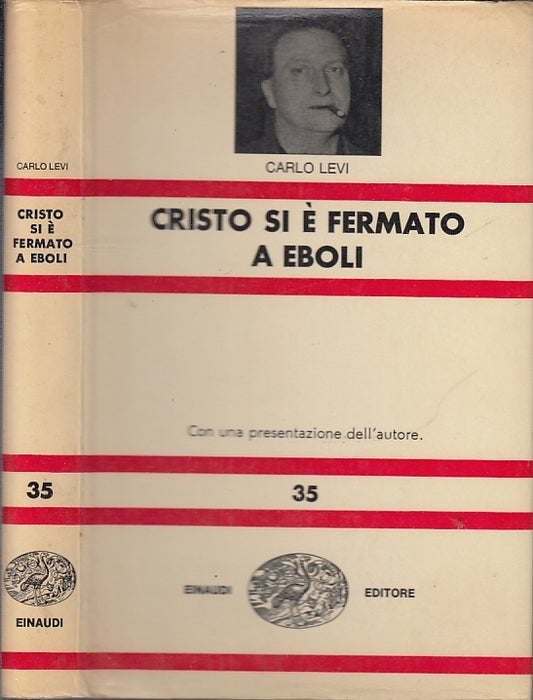 CARLO LEVI
CRISTO
SI È
FERMATO
A EBOLI
35
EINAUDI
CARLO LEVI
CRISTO SI È FERMATO
A EBOLI
Con una presentazione dell'autore.
35
EINAUDI EDITORE